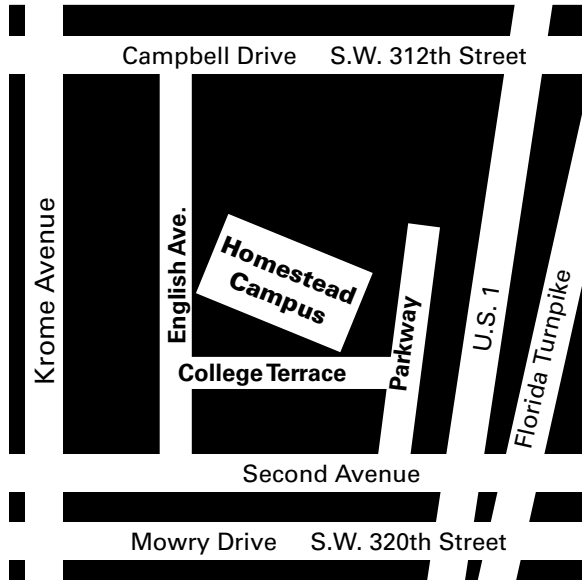 Campbell Drive S.W. 312th Street
Krome Avenue
English Ave.
Homestead
Campus
College Terrace
Parkway
U.S. 1
Florida Turnpike
Second Avenue
Mowry Drive S.W. 320th Street